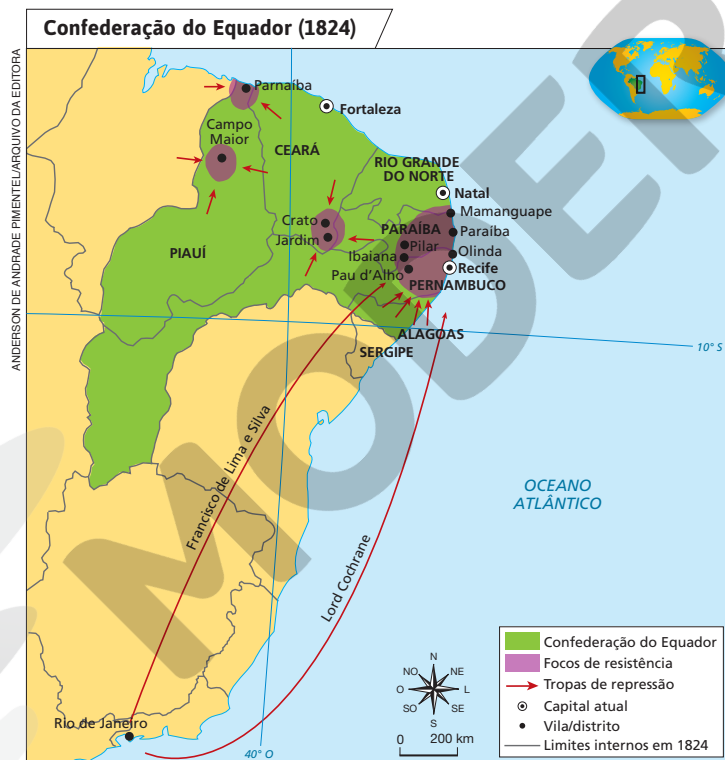 Confederação do Equador (1824)
ANDERSON DE ANDRADE PIMENTEL/ARQUIVO DA EDITORA
Parnaíba
Fortaleza
Campo
Maior
CEARÁ
RIO GRANDE
DO NORTE
Natal
Mamanguape
Crato
PARAÍBA
Paraíba
Jardim
Pilar
PIAUÍ
Ibaiana
Olinda
Pau d'Alho
Recife
PERNAMBUCO
ALAGOAS
SERGIPE
10° S
Francisco de Lima e Silva
Lord Cochrane
OCEANO
ATLÂNTICO
Rio de Janeiro
40° O
N
NO
NE
O
L
SO
SE
S
0 200 km
Confederação do Equador
Focos de resistência
Tropas de repressão
Capital atual
Vila/distrito
Limites internos em 1824
MODER